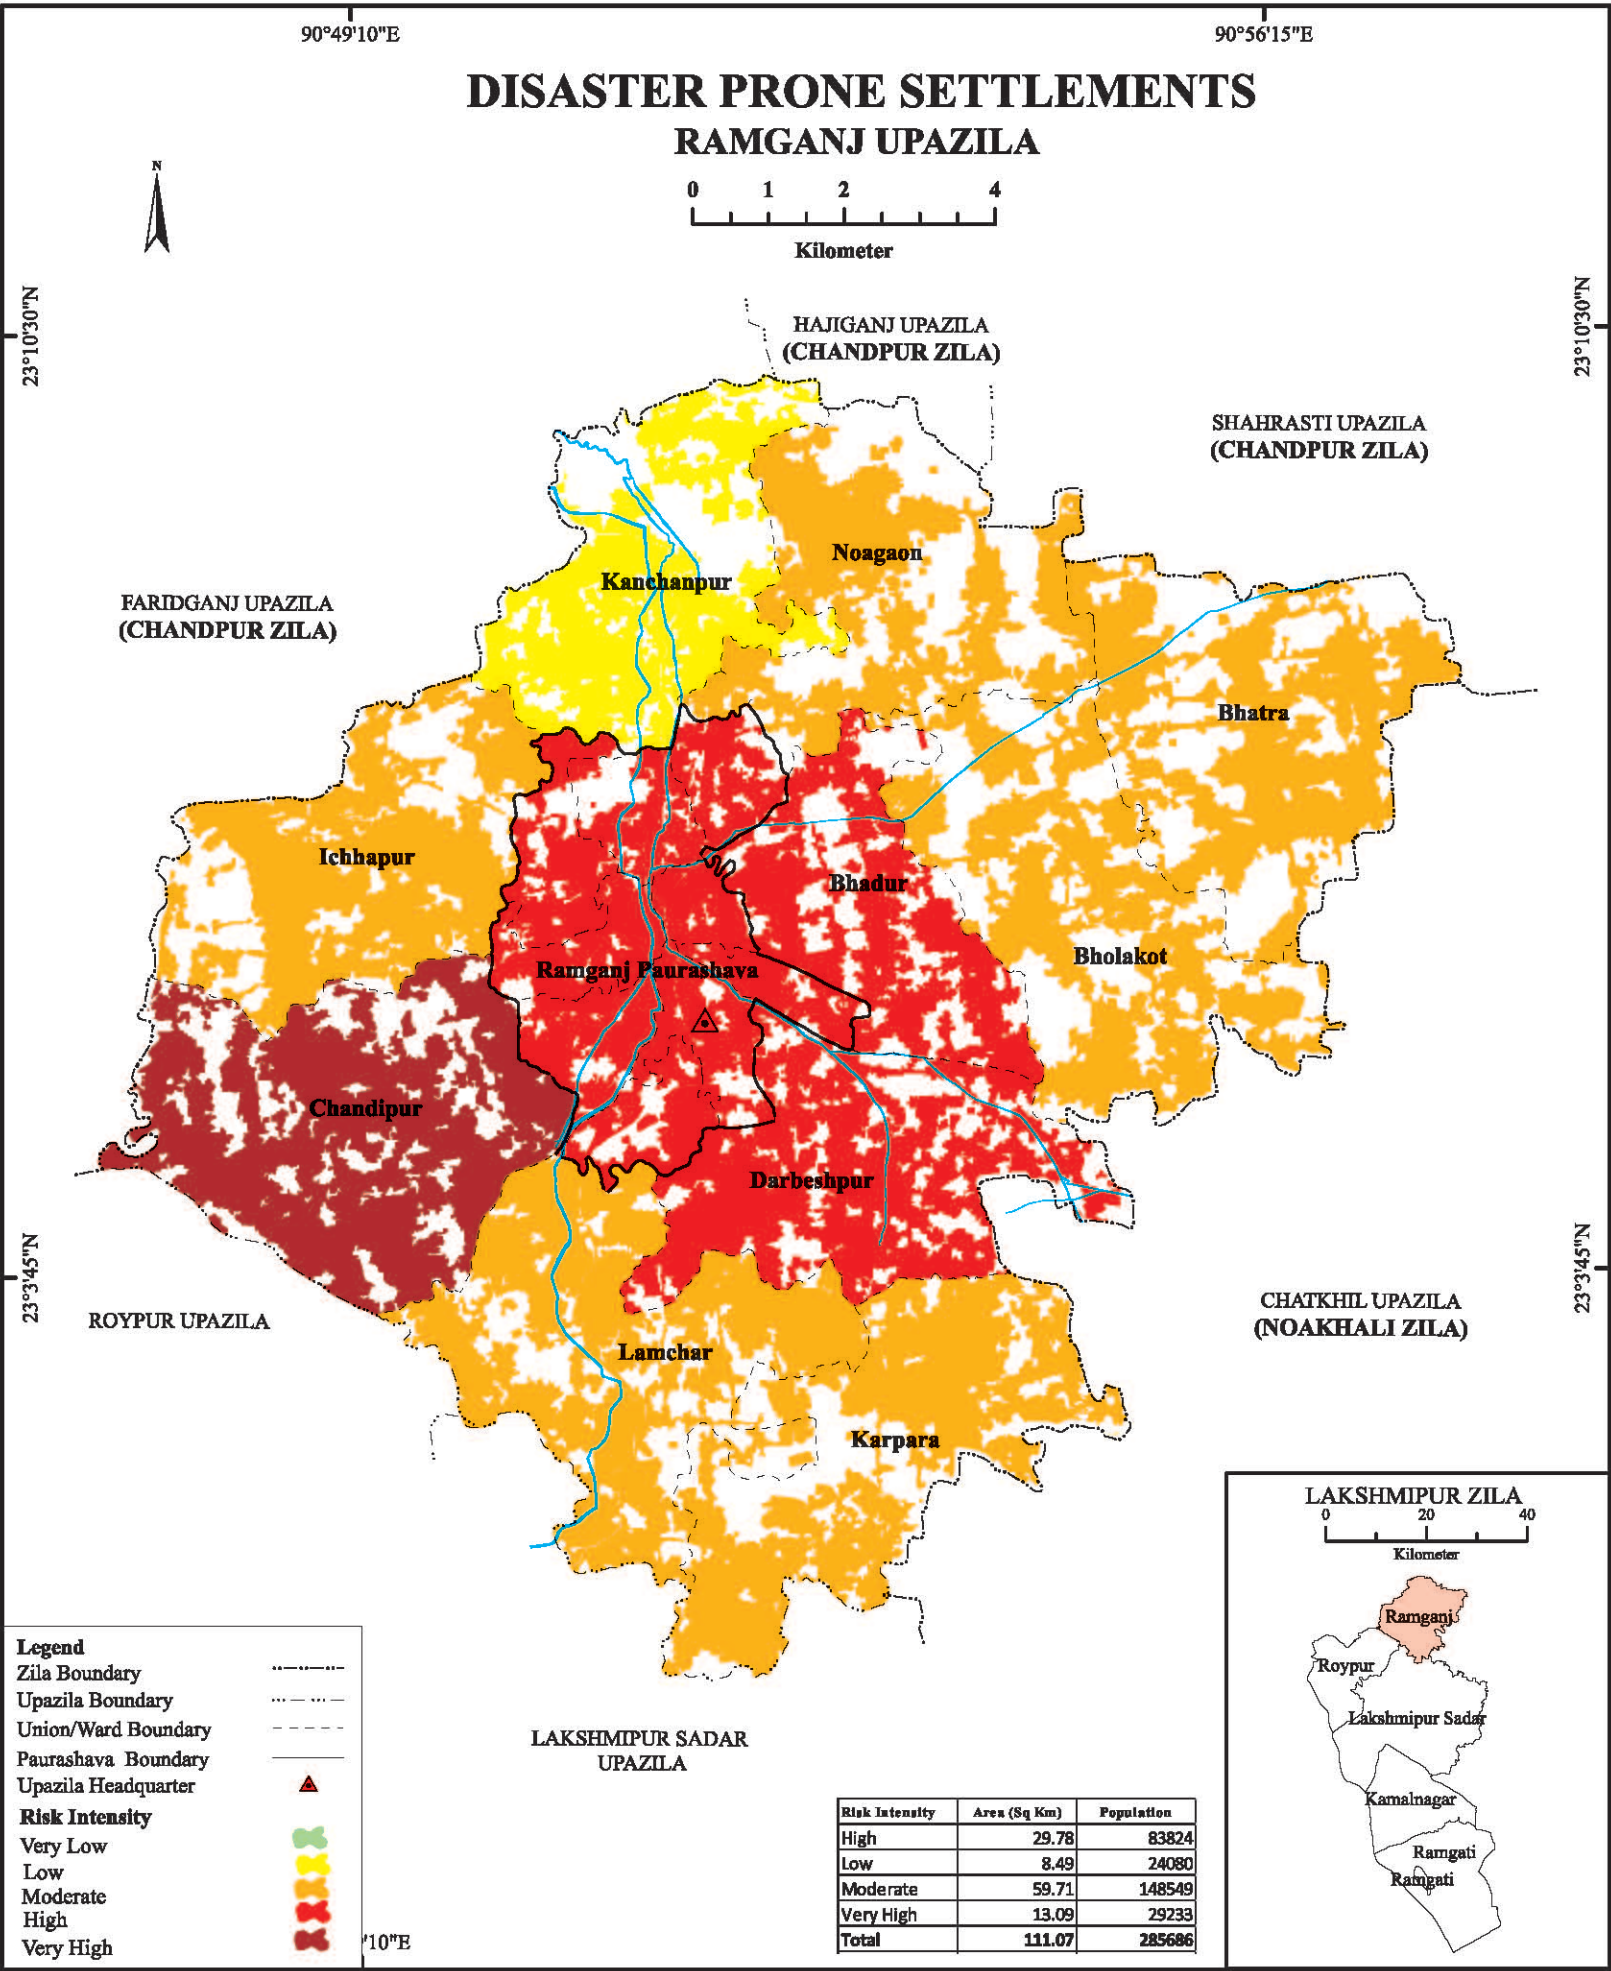 90°49'10"E
90°56'15"E
DISASTER PRONE SETTLEMENTS
RAMGANJ UPAZILA
N
0 1 2 4
Kilometer
23°10'30"N
23°10'30"N
HAJIGANJ UPAZILA
(CHANDPUR ZILA)
SHAHRASTI UPAZILA
(CHANDPUR ZILA)
Noagaon
Kanchanpur
FARIDGANJ UPAZILA
(CHANDPUR ZILA)
Bhatra
Ichhapur
Bhadur
Bholakot
Ramganj Paurashava
Chandipur
Darbeshpur
23°3'45"N
23°3'45"N
ROYPUR UPAZILA
CHATKHIL UPAZILA
(NOAKHALI ZILA)
Lamchar
Karpara
LAKSHMIPUR SADAR
UPAZILA
Legend
Zila Boundary
Upazila Boundary
Union/Ward Boundary
Paurashava Boundary
Upazila Headquarter
Risk Intensity
Very Low
Low
Moderate
High
Very High
'10"E
Risk Intensity Area (Sq Km) Population
High 29.78 83824
Low 8.49 24080
Moderate 59.71 148549
Very High 13.09 29233
Total 111.07 285686
LAKSHMIPUR ZILA
0 20 40
Kilometer
Ramganj
Roypur
Lakshmipur Sadar
Kamalnagar
Ramgati
Ramgati